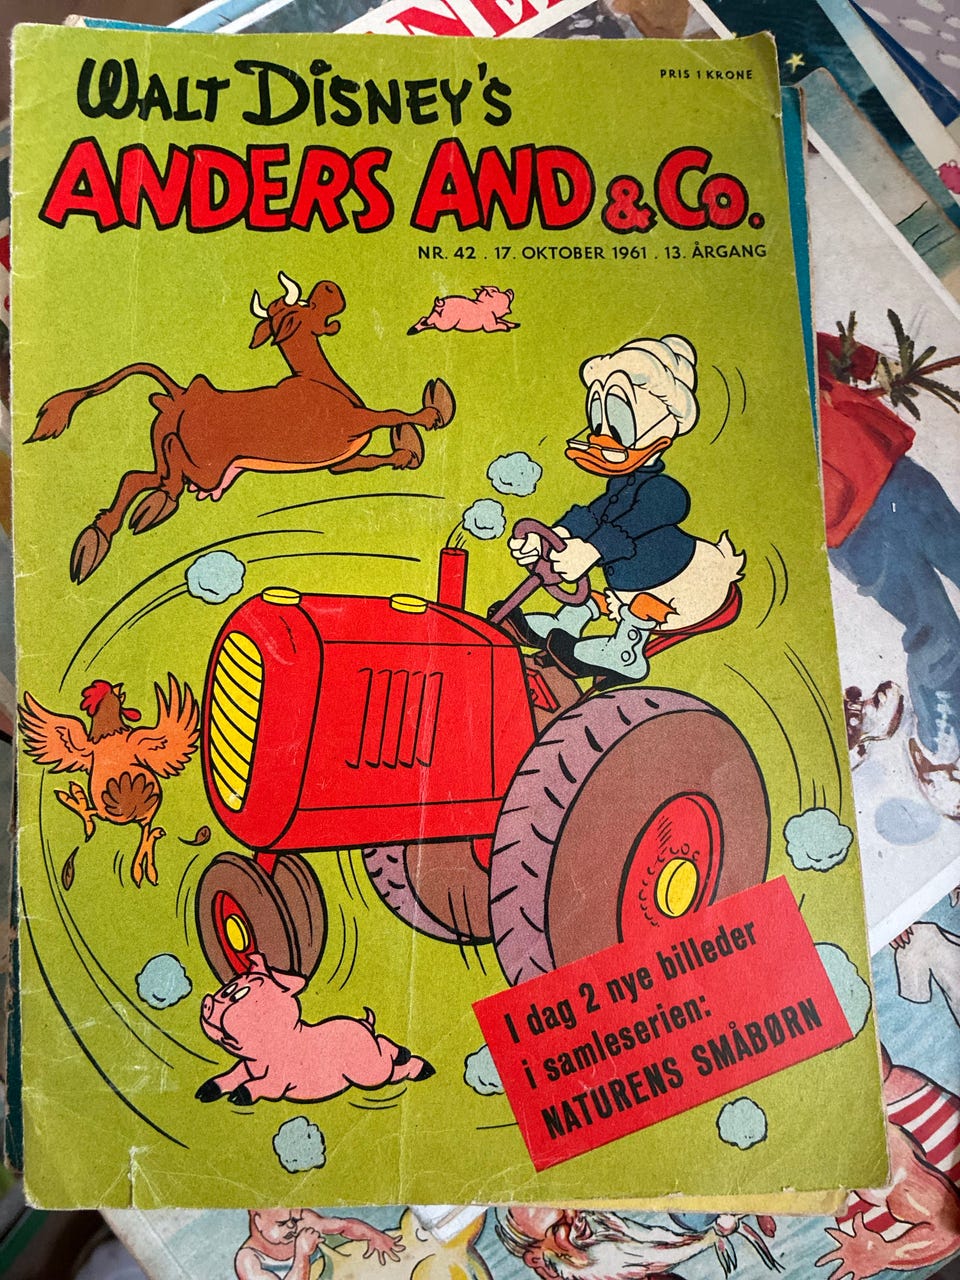 WALT DISNEY'S
PRIS 1 KRONE
ANDERS AND & Co.
NR. 42 . 17. OKTOBER 1961 . 13. ÅRGANG
I dag 2 nye billeder
i samleserien:
NATURENS SMÅBØRN